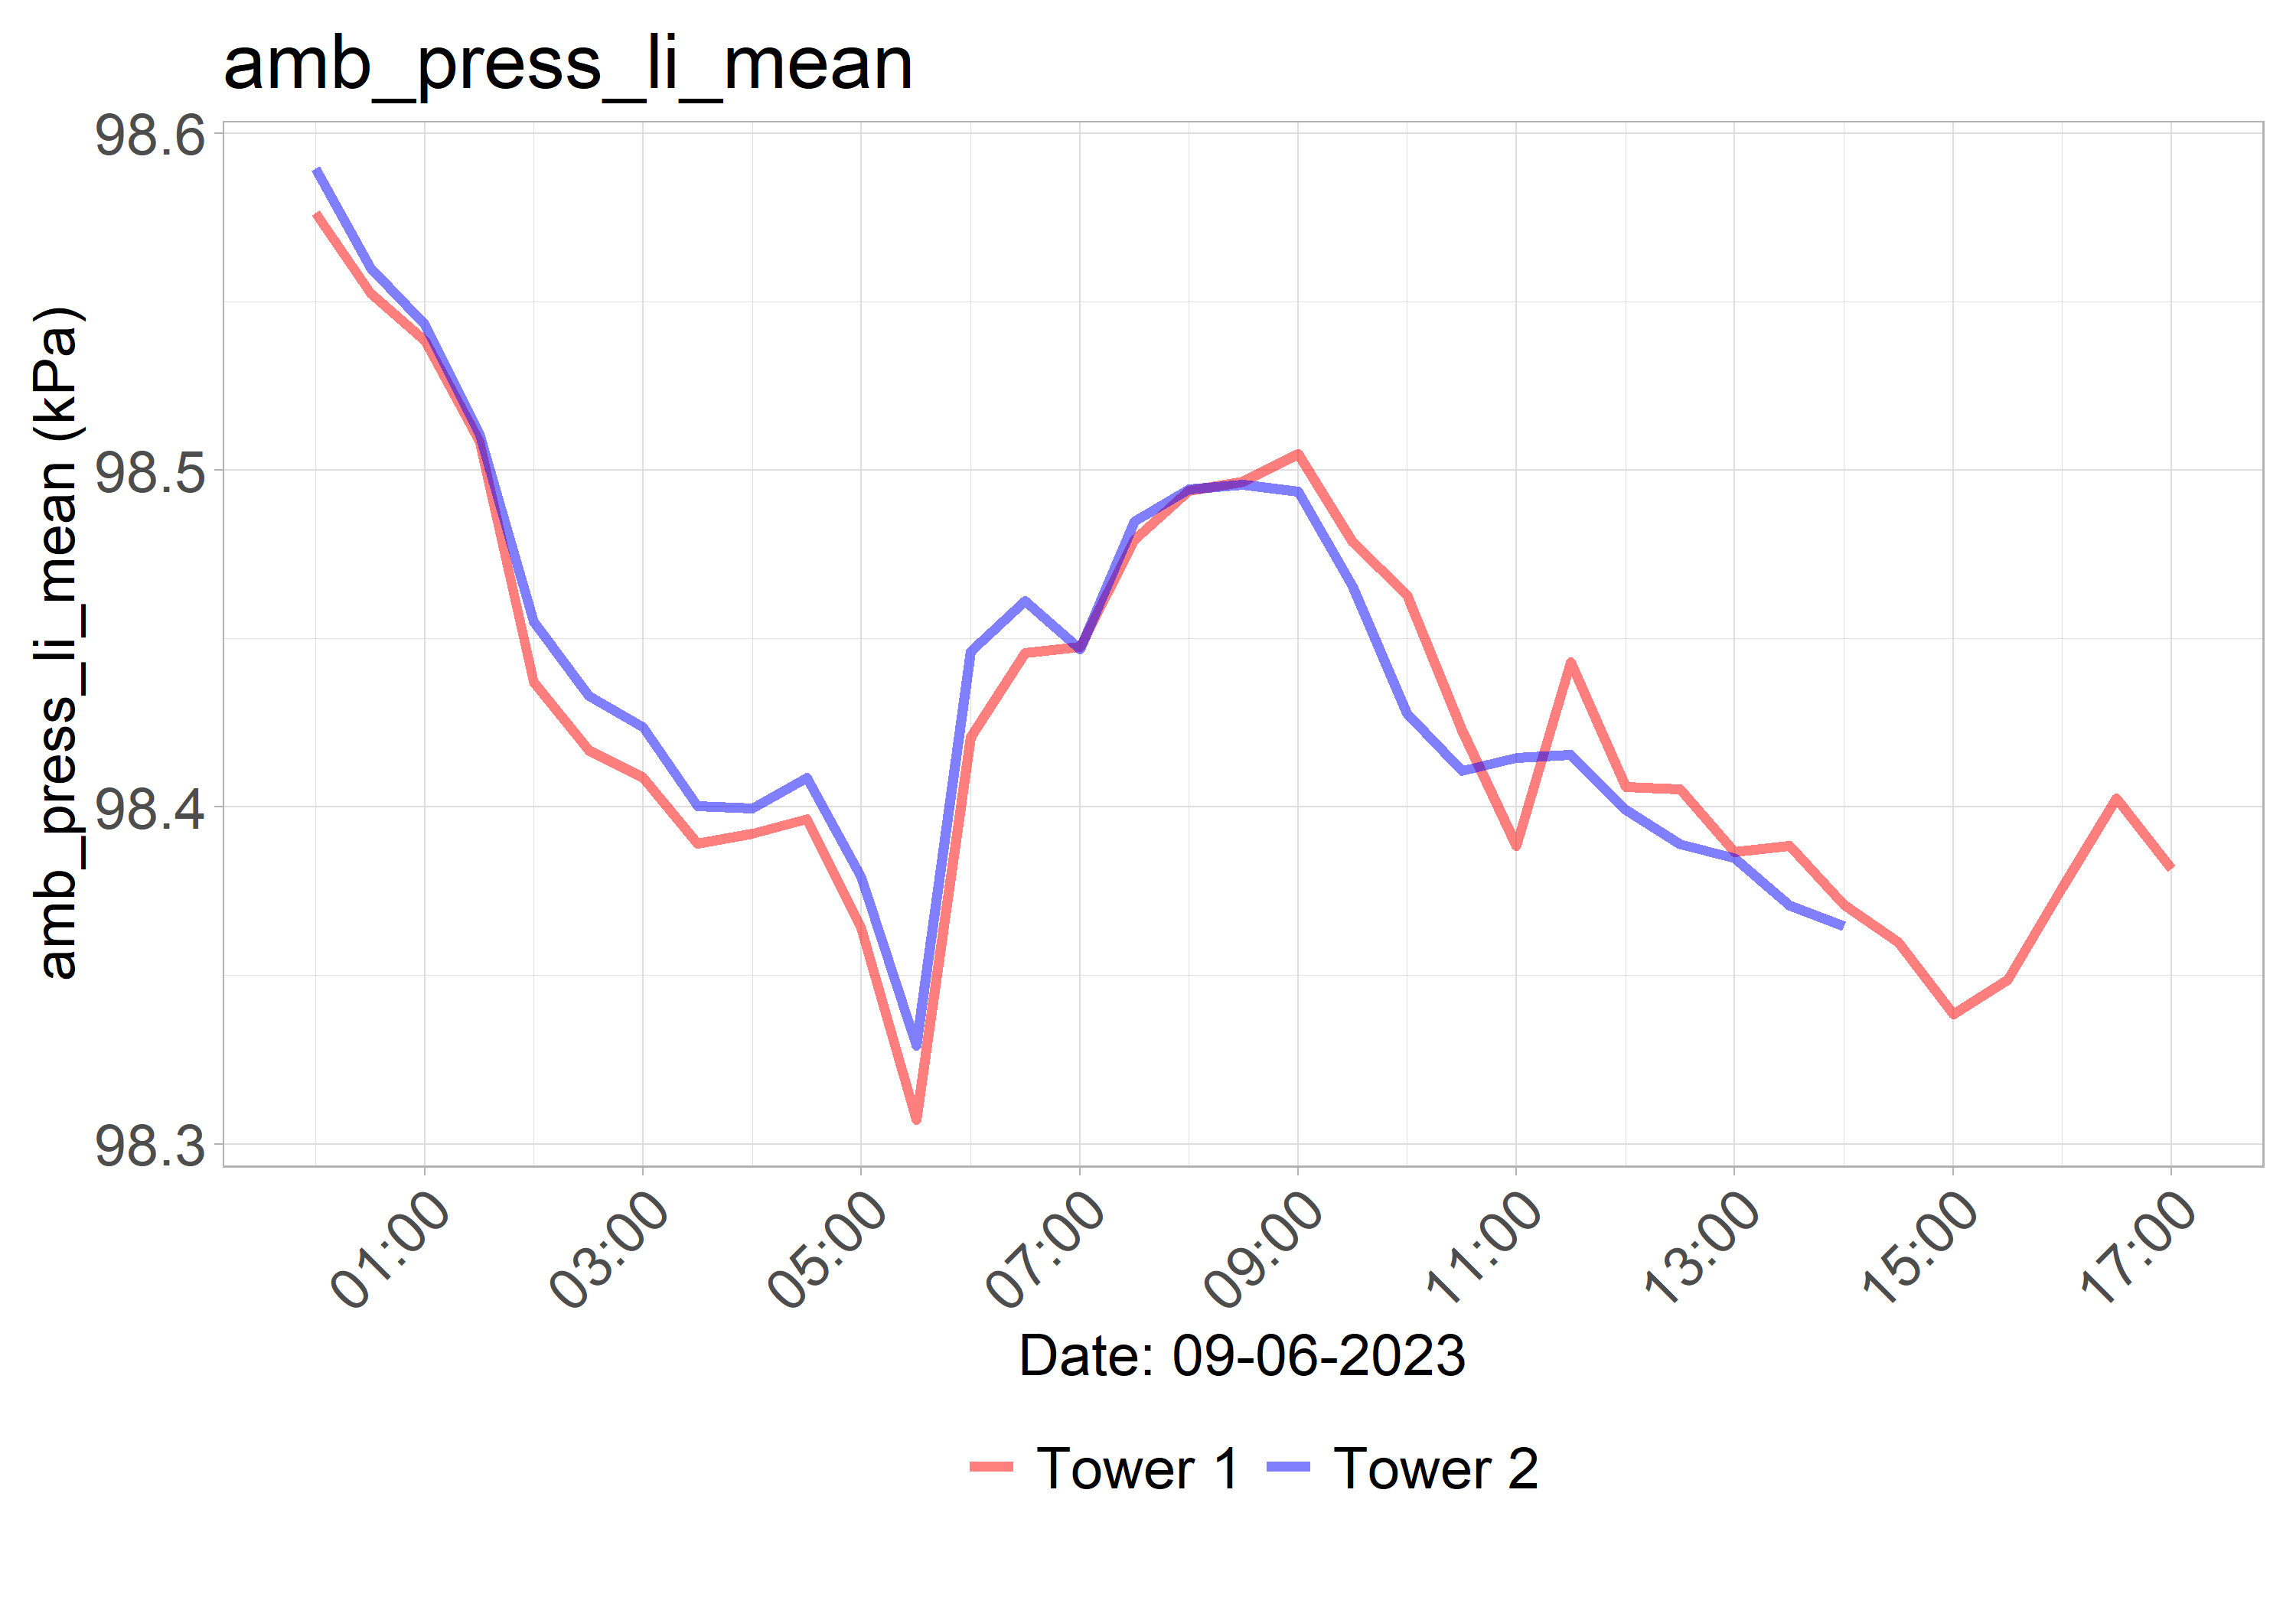 amb_press_li_mean
amb_press_li_mean (kPa)
98.6
98.5
98.4
98.3
01:00 03:00 05:00 07:00 09:00 11:00 13:00 15:00 17:00
Date: 09-06-2023
Tower 1 Tower 2